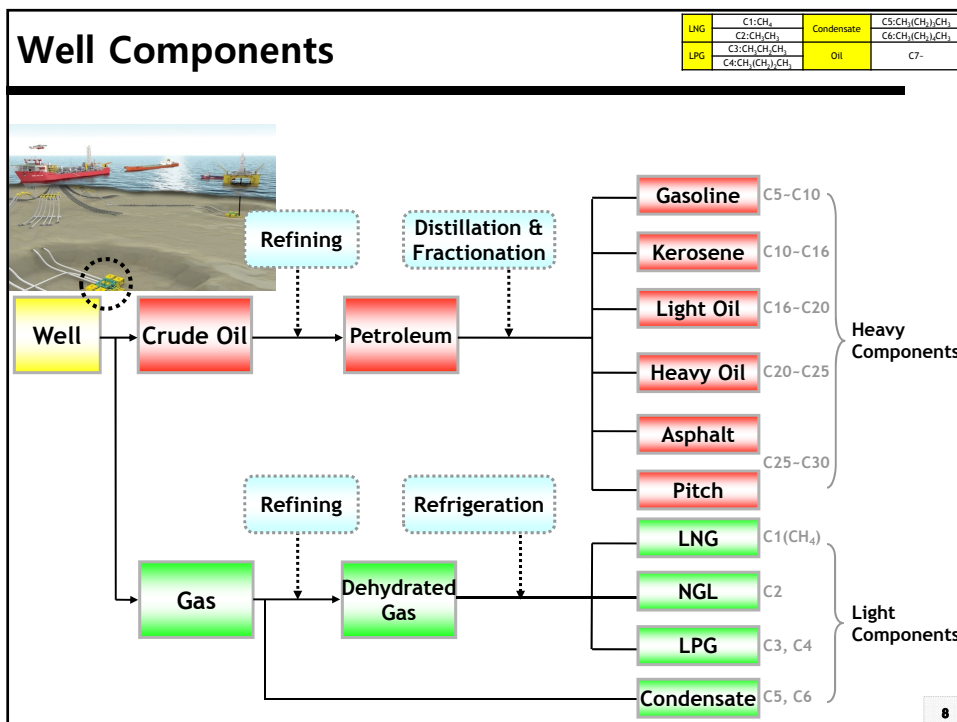 Well Components
LNG
C1:CH₄
C2:CH₃CH₃
Condensate
C5:CH₃(CH₂)₃CH₃
C6:CH₃(CH₂)₄CH₃
LPG
C3:CH₃CH₂CH₃
C4:CH₃(CH₂)₂CH₃
Oil
C7~
Refining
Distillation &
Fractionation
Well
Crude Oil
Petroleum
Gasoline
C5~C10
Kerosene
C10~C16
Light Oil
C16~C20
Heavy Oil
C20~C25
Asphalt
C25~C30
Pitch
Heavy
Components
Refining
Refrigeration
Gas
Dehydrated
Gas
LNG
C1(CH₄)
NGL
C2
LPG
C3, C4
Condensate
C5, C6
Light
Components
8